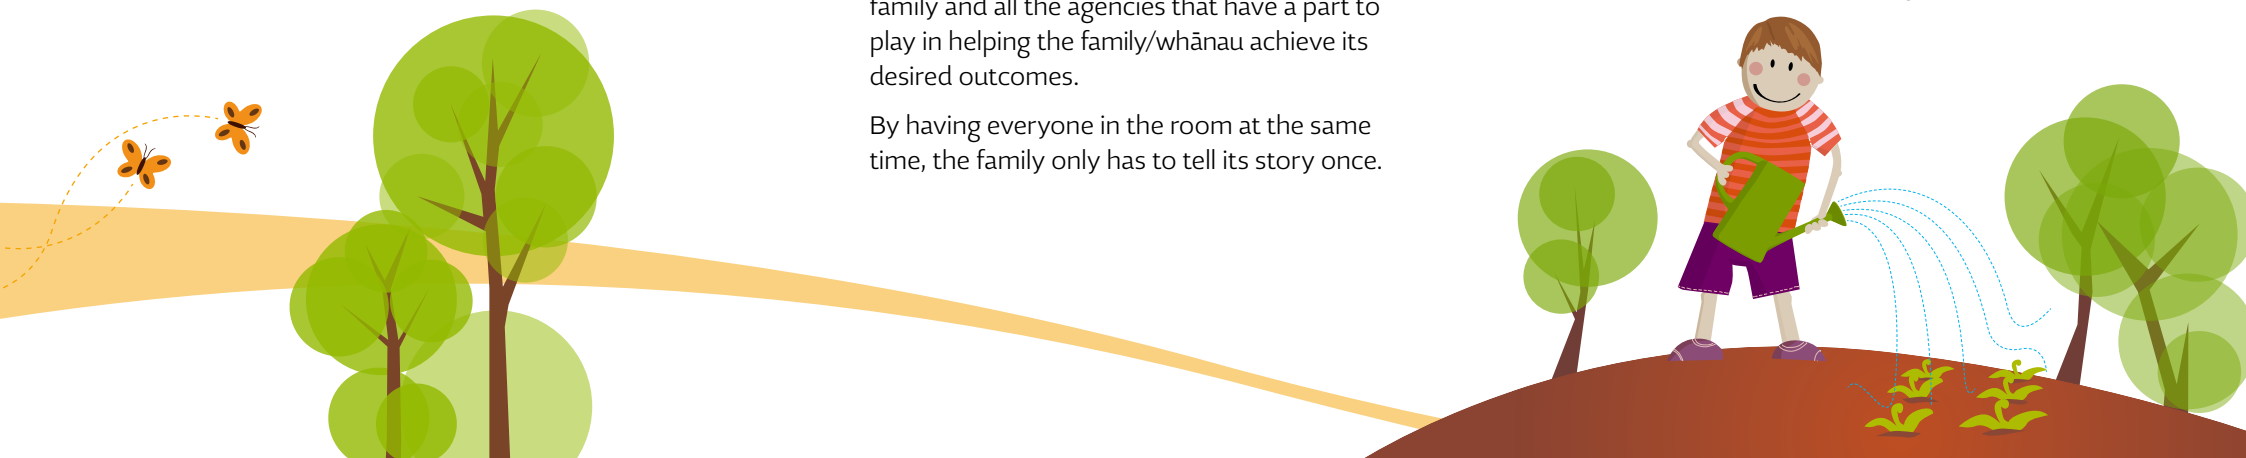 family and all the agencies that have a part to
play in helping the family/whānau achieve its
desired outcomes.
By having everyone in the room at the same
time, the family only has to tell its story once.